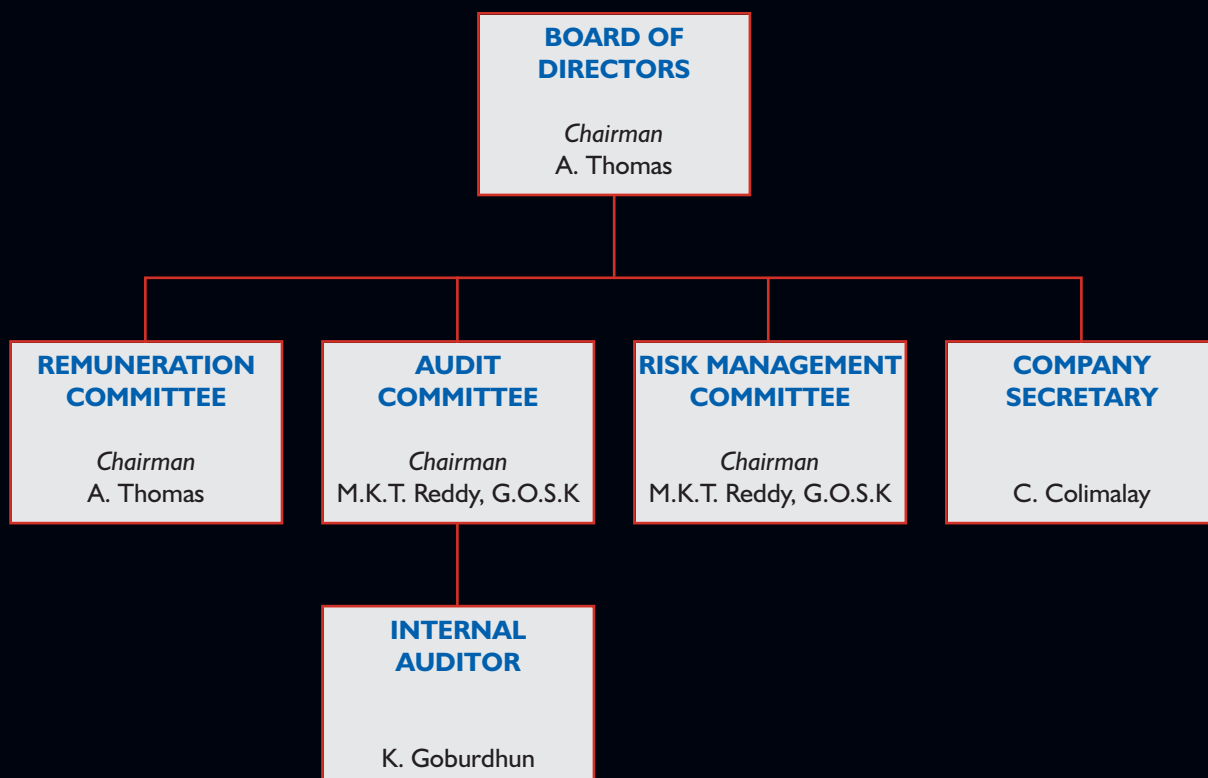 BOARD OF
DIRECTORS
Chairman
A. Thomas
REMUNERATION
COMMITTEE
Chairman
A. Thomas
AUDIT
COMMITTEE
Chairman
M.K.T. Reddy, G.O.S.K
RISK MANAGEMENT
COMMITTEE
Chairman
M.K.T. Reddy, G.O.S.K
COMPANY
SECRETARY
C. Colimalay
INTERNAL
AUDITOR
K. Goburdhun